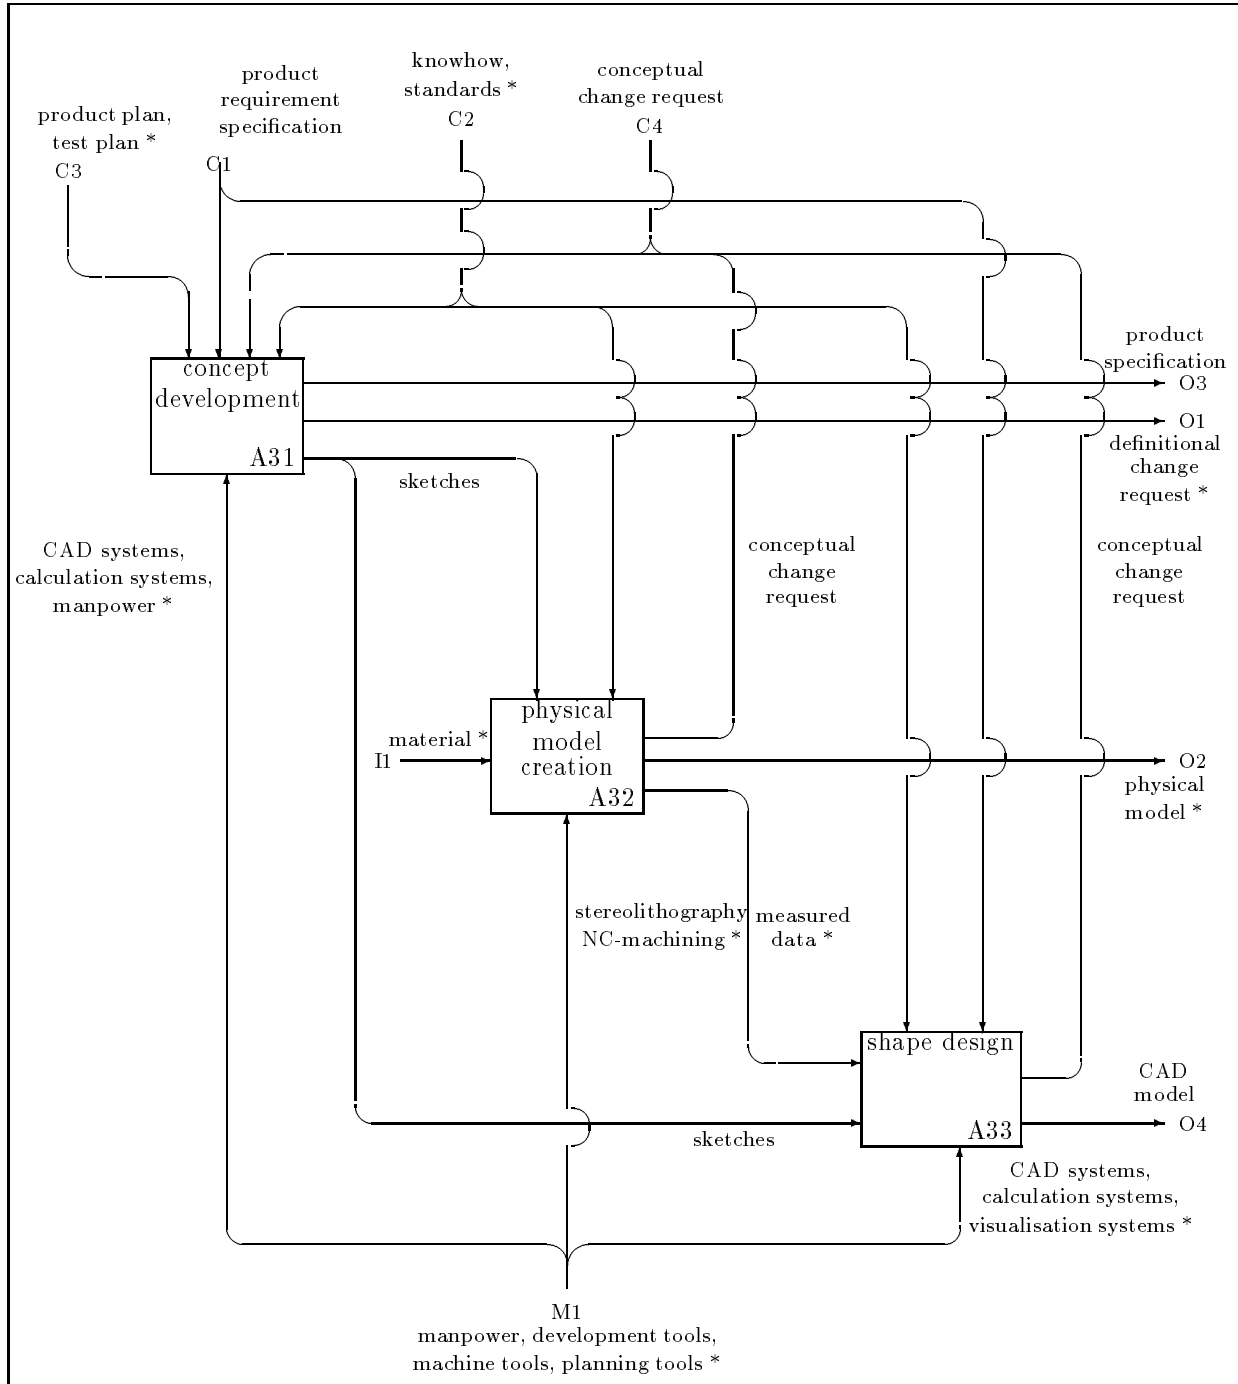 knowhow,
standards *
C2
conceptual
change request
C4
product
requirement
specification
C1
product plan,
test plan *
C3
concept
development
A31
product
specification
O3
O1
definitional
change
request *
sketches
CAD systems,
calculation systems,
manpower *
conceptual
change
request
conceptual
change
request
physical
model
creation
A32
material *
I1
O2
physical
model *
stereolithography
NC-machining *
measured
data *
shape design
A33
CAD
model
O4
sketches
CAD systems,
calculation systems,
visualisation systems *
M1
manpower, development tools,
machine tools, planning tools *